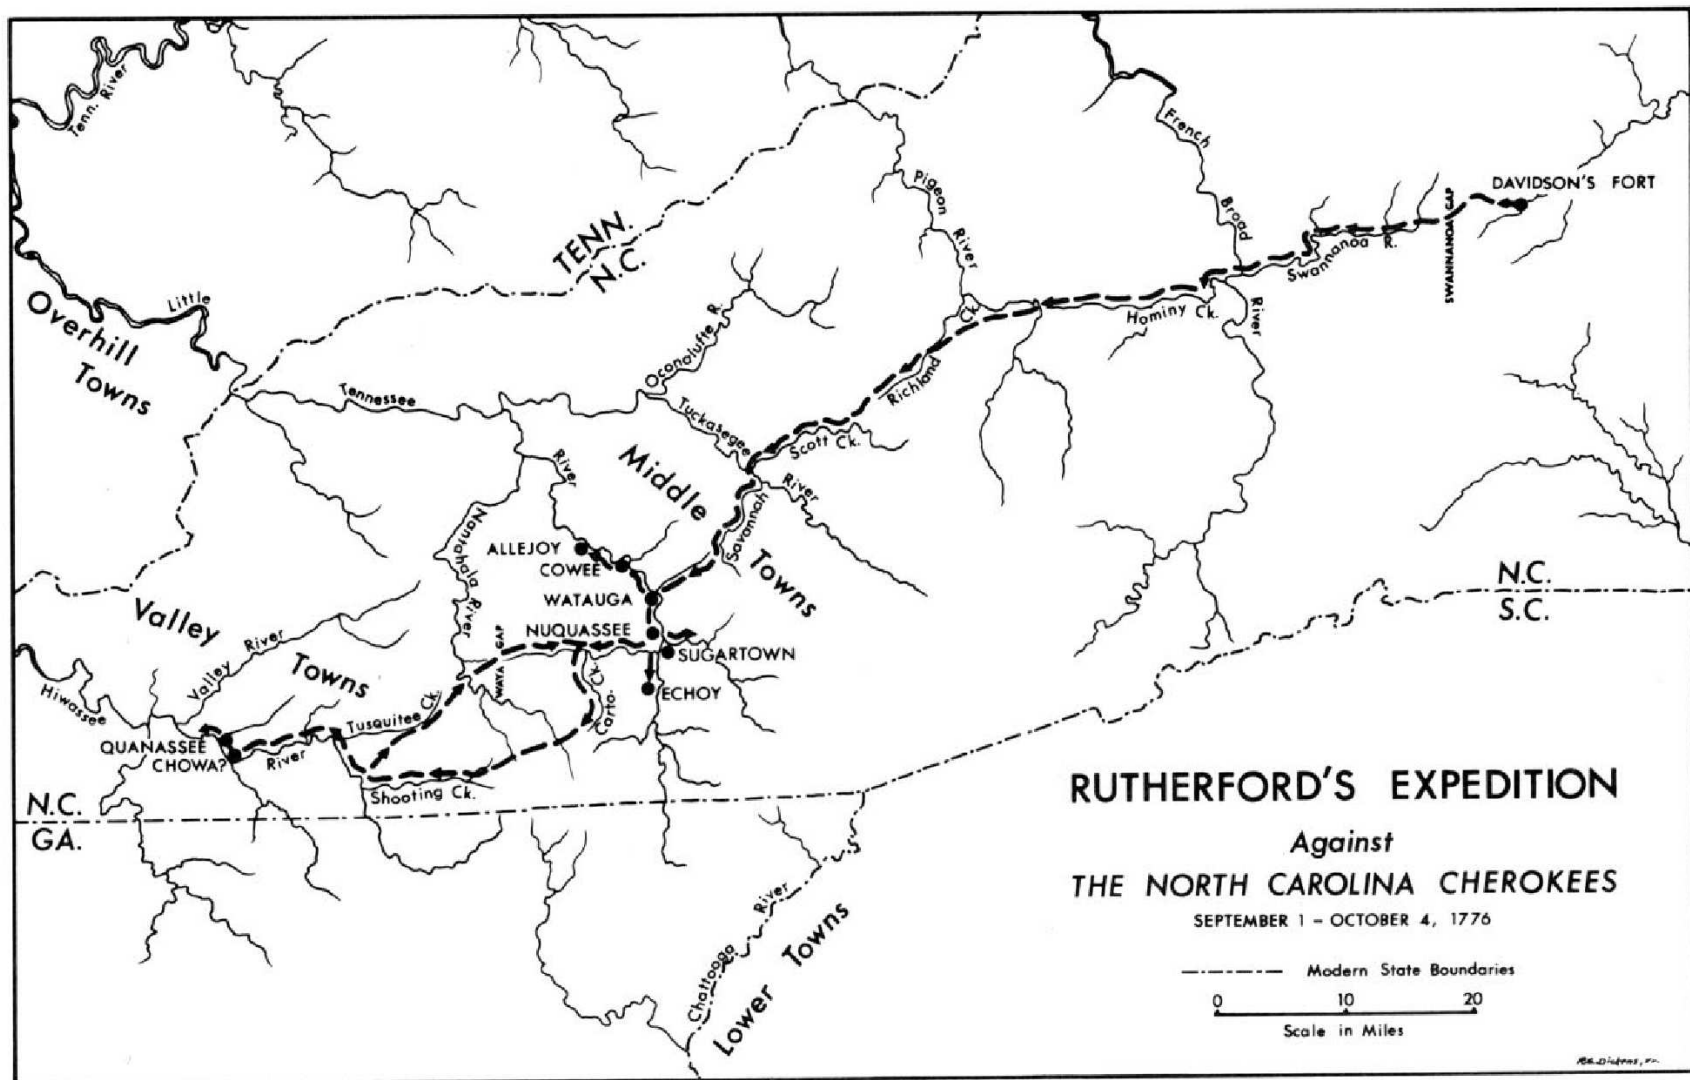 Tenn. River
French
Broad
River
Pigeon
River
DAVIDSON'S FORT
SWANNANOA GAP
Swannanoa R.
Hominy Ck.
TENN.
N.C.
Overhill
Towns
Little
Tennessee
River
Oconolufte R.
Tuckasegee
River
Richland
Ck.
Scott Ck.
Savannah
Middle
Towns
Nantahala River
ALLEJOY
COWEE
WATAUGA
NUQUASSEE
SUGARTOWN
ECHOY
WAYA GAP
Carto. Ck.
N.C.
S.C.
Valley
Towns
Valley River
Hiwassee
River
Tusquitee Ck.
QUANASSEE
CHOWA?
Shooting Ck.
N.C.
GA.
Chattooga River
Lower Towns
RUTHERFORD'S EXPEDITION
Against
THE NORTH CAROLINA CHEROKEES
SEPTEMBER 1 – OCTOBER 4, 1776
Modern State Boundaries
0 10 20
Scale in Miles